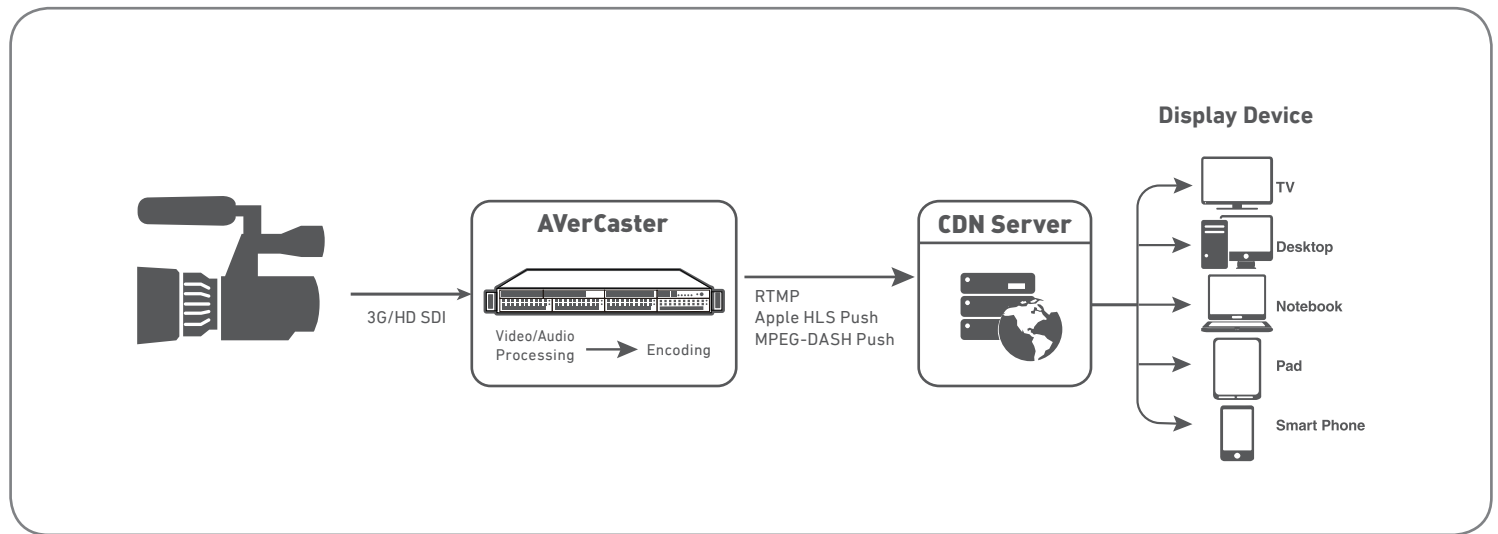 Display Device
TV
AVerCaster
CDN Server
Desktop
3G/HD SDI
RTMP
Apple HLS Push
MPEG-DASH Push
Notebook
Video/Audio
Processing
Encoding
Pad
Smart Phone